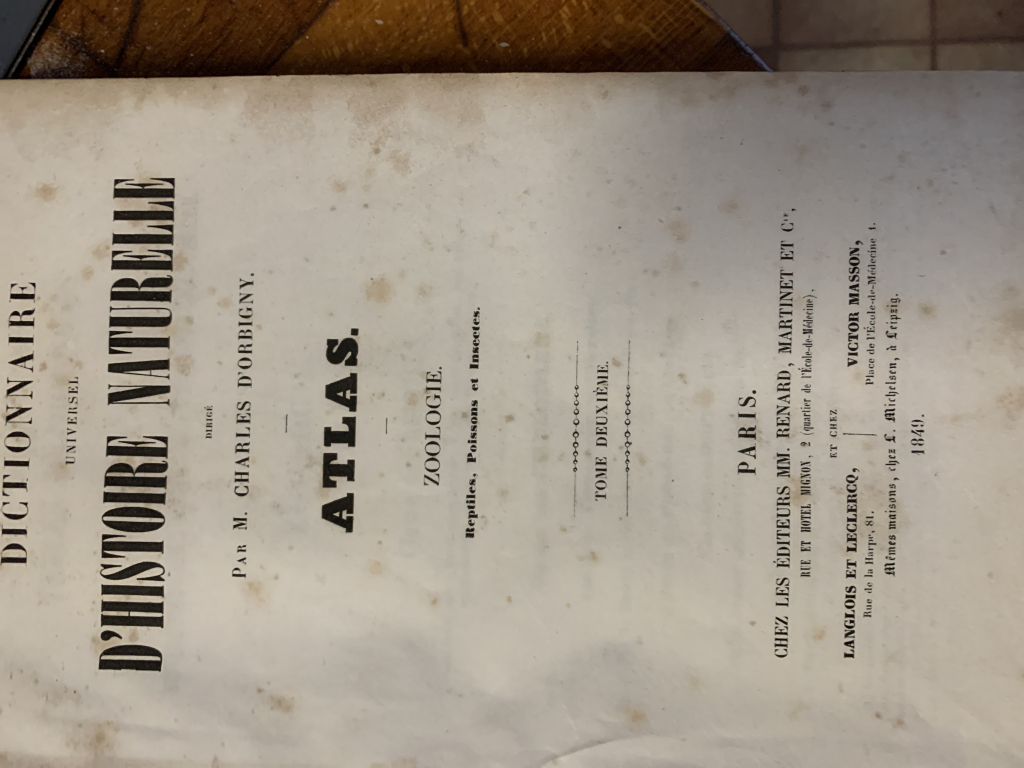 DICTIONNAIRE
UNIVERSEL
D'HISTOIRE NATURELLE
DIRIGÉ
PAR M. CHARLES D'ORBIGNY.
ATLAS.
ZOOLOGIE.
Reptiles, Poissons et Insectes.
TOME DEUXIÈME.
PARIS.
CHEZ LES ÉDITEURS MM. RENARD, MARTINET ET Cie,
RUE ET HOTEL MIGNON, 2 (quartier de l'École-de-Médecine).
ET CHEZ
LANGLOIS ET LECLERCQ,
Rue de la Harpe, 81.
VICTOR MASSON,
Place de l'École-de-Médecine 1.
Mêmes maisons, chez L. Michelsen, à Leipzig.
1849.